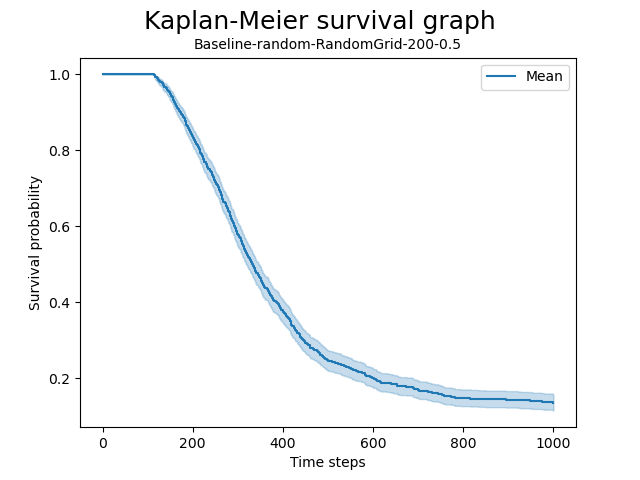 Kaplan-Meier survival graph
Baseline-random-RandomGrid-200-0.5
Mean
Survival probability
1.0
0.8
0.6
0.4
0.2
0 200 400 600 800 1000
Time steps